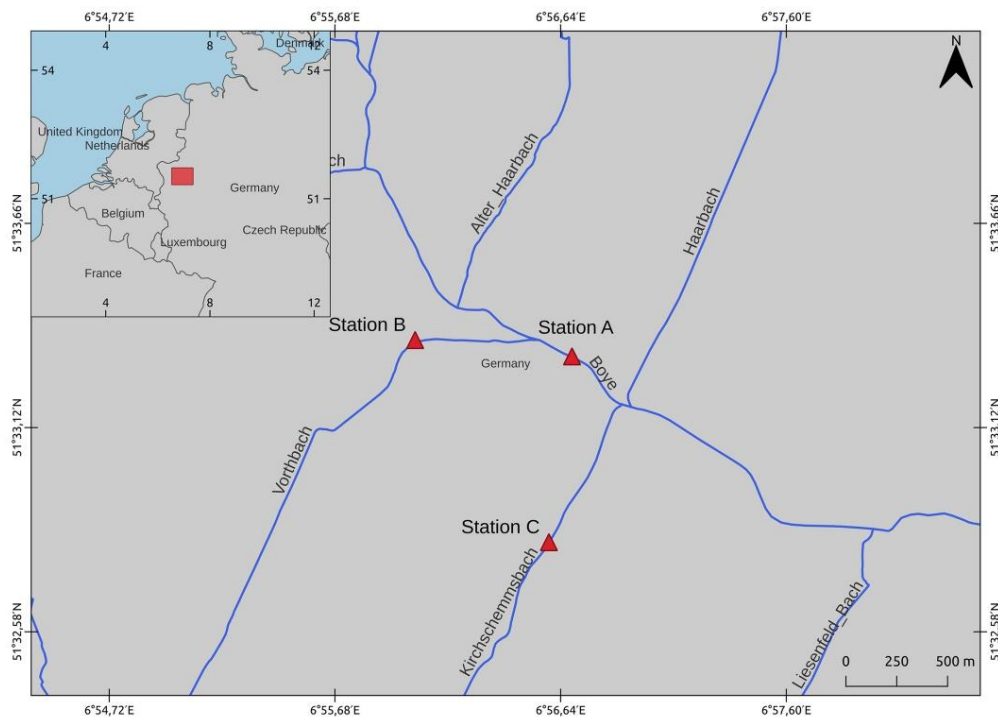 6°54,72'E 6°55,68'E 6°56,64'E 6°57,60'E
4 8 12
Denmark
54 54
N
United Kingdom
Netherlands
ch
Alter_Haarbach
Haarbach
51 51
Germany
Belgium
Czech Republic
Luxembourg
France
4 8 12
51°33,66'N 51°33,66'N
Station B
Station A
Germany
Boye
51°33,12'N 51°33,12'N
Vorthbach
Station C
Kirchschemmsbach
Liesenfeld_Bach
51°32,58'N 51°32,58'N
0 250 500 m
6°54,72'E 6°55,68'E 6°56,64'E 6°57,60'E